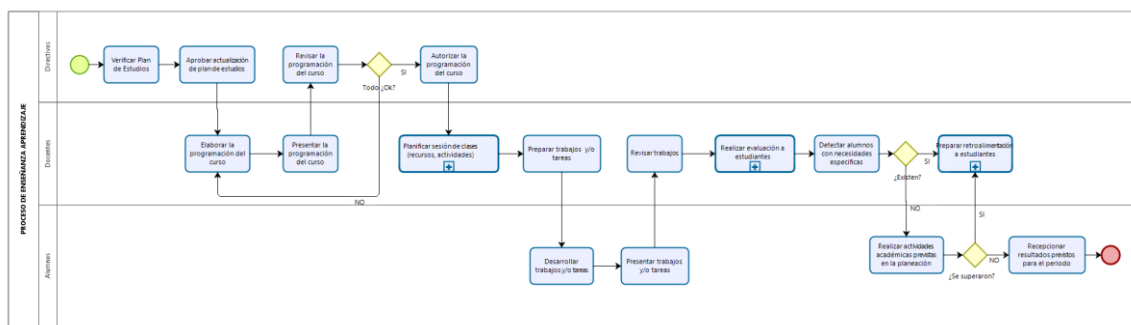 PROCESO DE ENSEÑANZA APRENDIZAJE
Directivos
Verificar Plan
de Estudios
Aprobar actualización
de plan de estudios
Revisar la
programación
del curso
Todo ¿Ok?
SI
Autorizar la
programación
del curso
NO
Docentes
Elaborar la
programación del
curso
Presentar la
programación
del curso
Planificar sesión de clases
(recursos, actividades)
Preparar trabajos y/o
tareas
Revisar trabajos
Realizar evaluación a
estudiantes
Detectar alumnos
con necesidades
especificas
¿Existen?
SI
NO
Preparar retroalimentación
a estudiantes
Alumnos
Desarrollar
trabajos y/o tareas
Presentar trabajos
y/o tareas
Realizar actividades
académicas previstas
en la planeación
¿Se superaron?
SI
NO
Recepcionar
resultados previstos
para el periodo